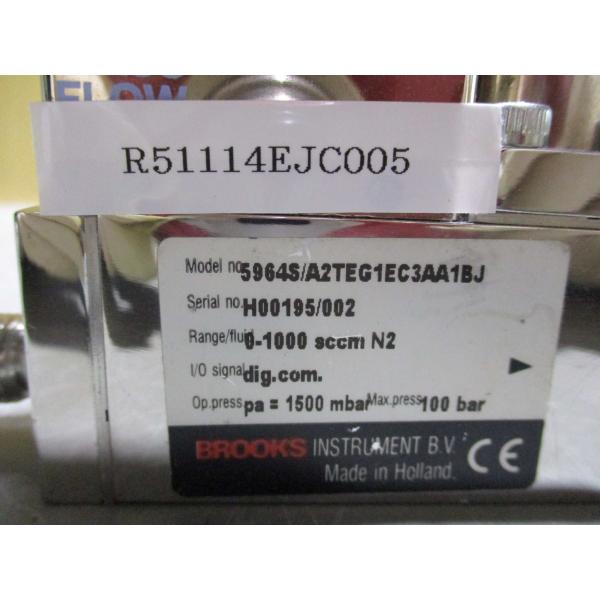 FLOW
R51114EJC005
Model no. 5964S/A2TEG1EC3AA1BJ
Serial no. H00195/002
Range/fluid 0-1000 sccm N2
I/O signal dig.com.
Op.press pa = 1500 mbar Max.press 100 bar
BROOKS INSTRUMENT B.V. CE
Made in Holland.